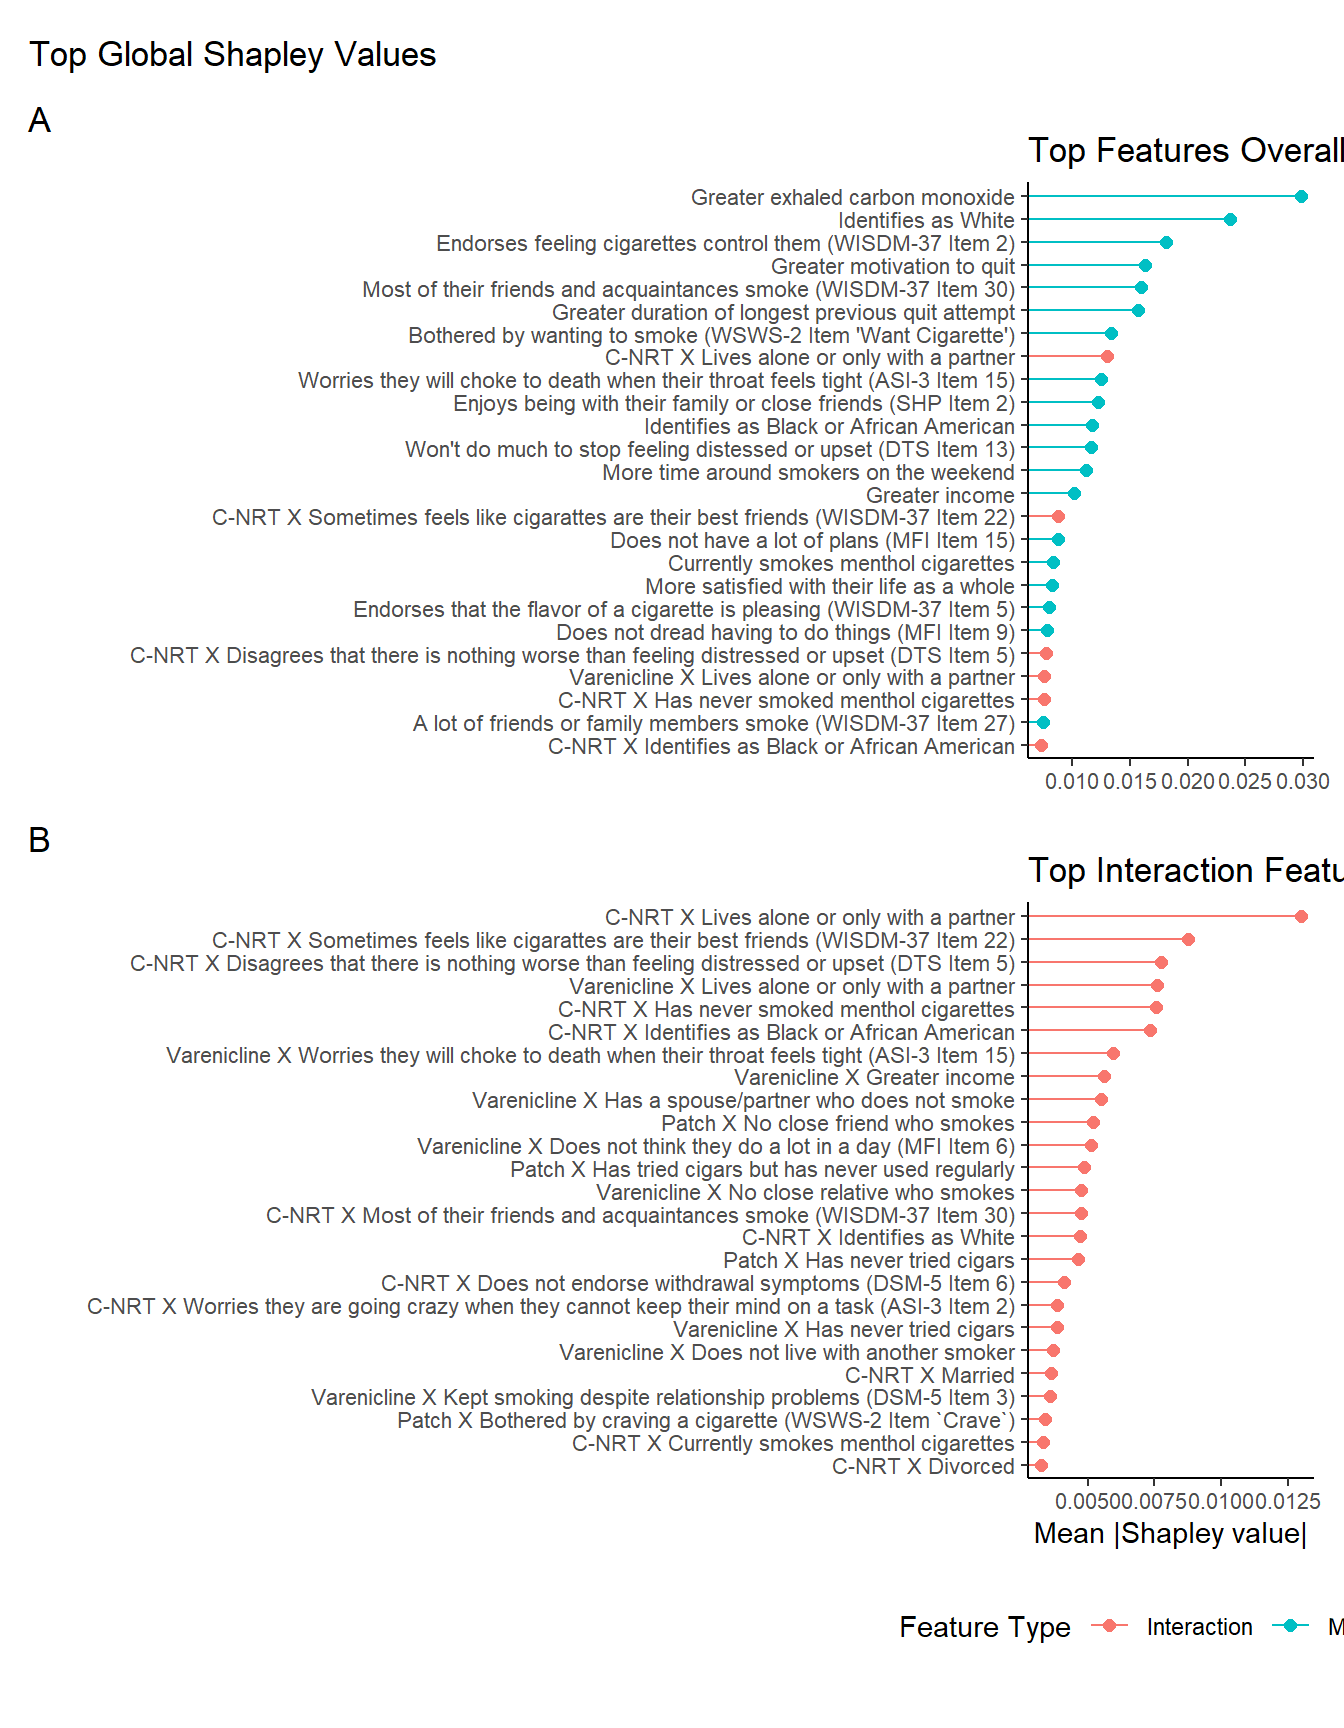 Top Global Shapley Values
A
Top Features Overall
Greater exhaled carbon monoxide
Identifies as White
Endorses feeling cigarettes control them (WISDM-37 Item 2)
Greater motivation to quit
Most of their friends and acquaintances smoke (WISDM-37 Item 30)
Greater duration of longest previous quit attempt
Bothered by wanting to smoke (WSWS-2 Item 'Want Cigarette')
C-NRT X Lives alone or only with a partner
Worries they will choke to death when their throat feels tight (ASI-3 Item 15)
Enjoys being with their family or close friends (SHP Item 2)
Identifies as Black or African American
Won't do much to stop feeling distessed or upset (DTS Item 13)
More time around smokers on the weekend
Greater income
C-NRT X Sometimes feels like cigarattes are their best friends (WISDM-37 Item 22)
Does not have a lot of plans (MFI Item 15)
Currently smokes menthol cigarettes
More satisfied with their life as a whole
Endorses that the flavor of a cigarette is pleasing (WISDM-37 Item 5)
Does not dread having to do things (MFI Item 9)
C-NRT X Disagrees that there is nothing worse than feeling distressed or upset (DTS Item 5)
Varenicline X Lives alone or only with a partner
C-NRT X Has never smoked menthol cigarettes
A lot of friends or family members smoke (WISDM-37 Item 27)
C-NRT X Identifies as Black or African American
0.010 0.015 0.020 0.025 0.030
B
Top Interaction Featu
C-NRT X Lives alone or only with a partner
C-NRT X Sometimes feels like cigarattes are their best friends (WISDM-37 Item 22)
C-NRT X Disagrees that there is nothing worse than feeling distressed or upset (DTS Item 5)
Varenicline X Lives alone or only with a partner
C-NRT X Has never smoked menthol cigarettes
C-NRT X Identifies as Black or African American
Varenicline X Worries they will choke to death when their throat feels tight (ASI-3 Item 15)
Varenicline X Greater income
Varenicline X Has a spouse/partner who does not smoke
Patch X No close friend who smokes
Varenicline X Does not think they do a lot in a day (MFI Item 6)
Patch X Has tried cigars but has never used regularly
Varenicline X No close relative who smokes
C-NRT X Most of their friends and acquaintances smoke (WISDM-37 Item 30)
C-NRT X Identifies as White
Patch X Has never tried cigars
C-NRT X Does not endorse withdrawal symptoms (DSM-5 Item 6)
C-NRT X Worries they are going crazy when they cannot keep their mind on a task (ASI-3 Item 2)
Varenicline X Has never tried cigars
Varenicline X Does not live with another smoker
C-NRT X Married
Varenicline X Kept smoking despite relationship problems (DSM-5 Item 3)
Patch X Bothered by craving a cigarette (WSWS-2 Item `Crave`)
C-NRT X Currently smokes menthol cigarettes
C-NRT X Divorced
0.0050 0.0075 0.0100 0.0125
Mean |Shapley value|
Feature Type Interaction M